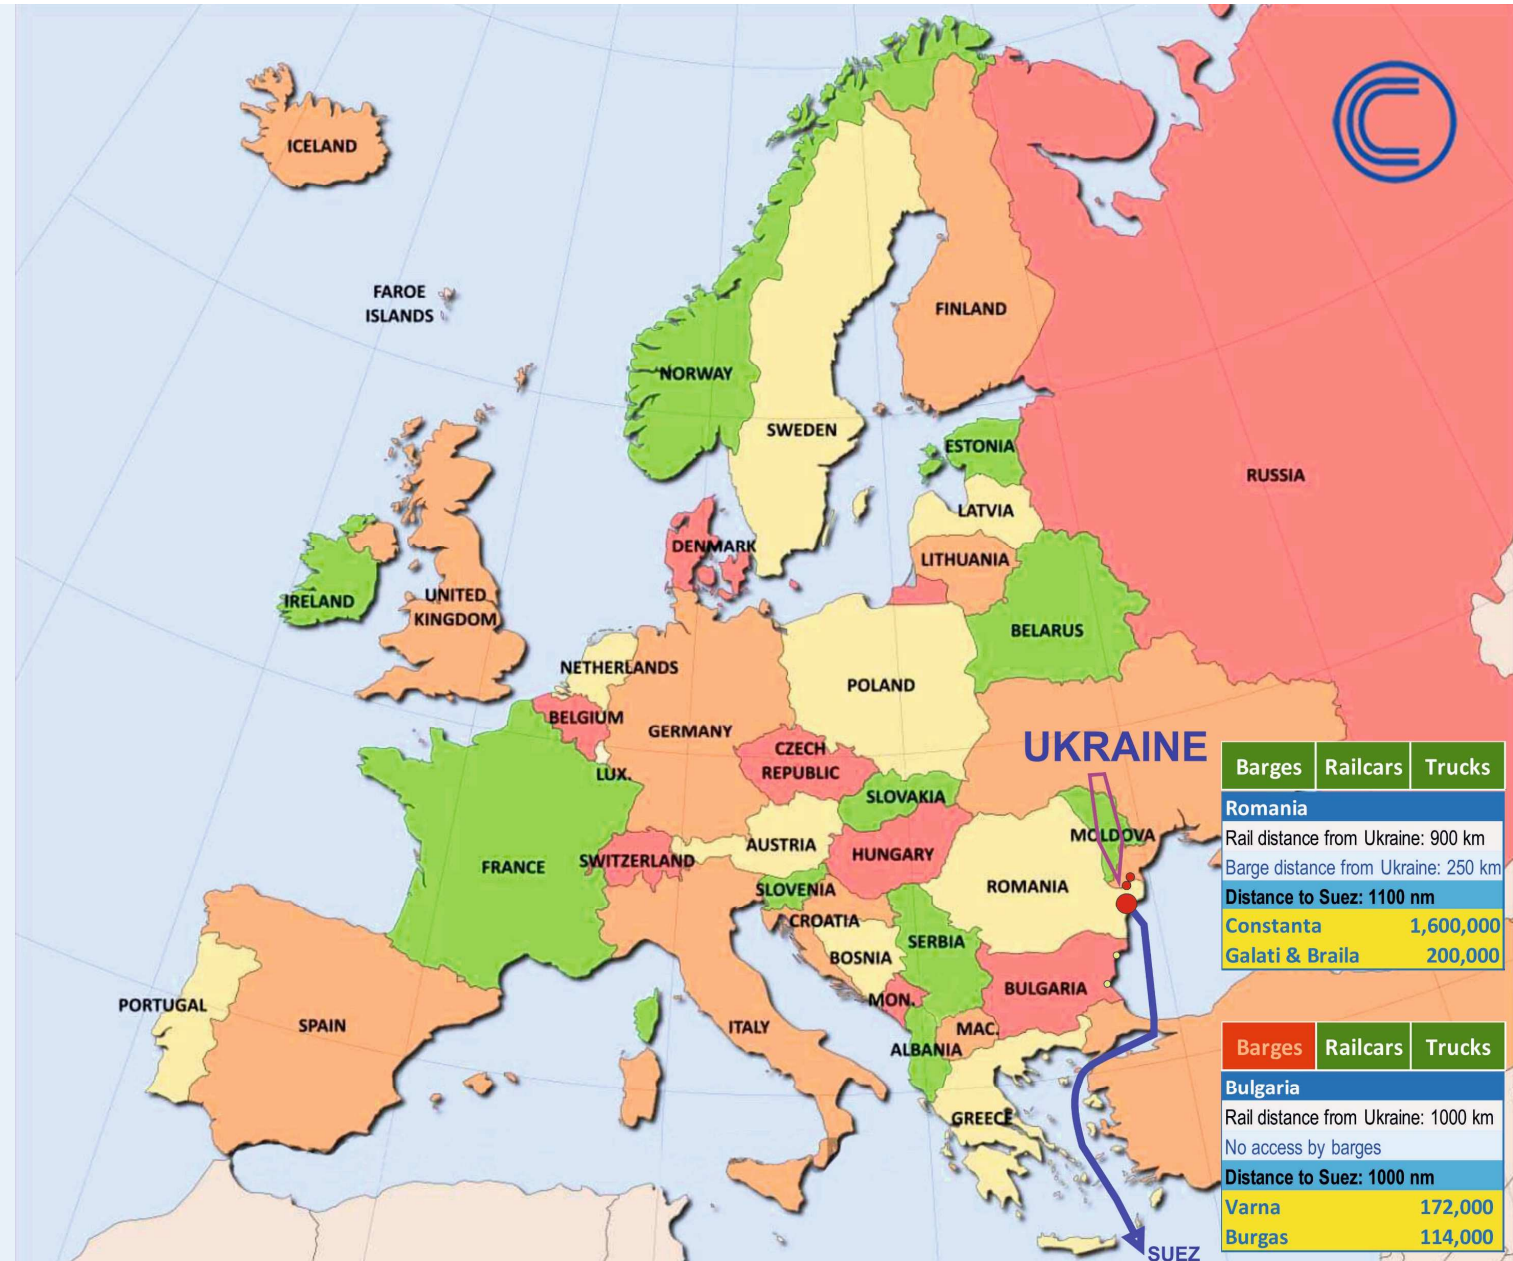 ICELAND
FAROE
ISLANDS
NORWAY
FINLAND
SWEDEN
ESTONIA
RUSSIA
LATVIA
DENMARK
LITHUANIA
IRELAND
UNITED
KINGDOM
BELARUS
NETHERLANDS
POLAND
BELGIUM
GERMANY
CZECH
REPUBLIC
UKRAINE
LUX.
SLOVAKIA
MOLDOVA
AUSTRIA
HUNGARY
SWITZERLAND
FRANCE
SLOVENIA
ROMANIA
CROATIA
SERBIA
BOSNIA
BULGARIA
MON.
PORTUGAL
SPAIN
ITALY
MAC.
ALBANIA
GREECE
SUEZ
Barges Railcars Trucks
Romania
Rail distance from Ukraine: 900 km
Barge distance from Ukraine: 250 km
Distance to Suez: 1100 nm
Constanta 1,600,000
Galati & Braila 200,000
Barges Railcars Trucks
Bulgaria
Rail distance from Ukraine: 1000 km
No access by barges
Distance to Suez: 1000 nm
Varna 172,000
Burgas 114,000